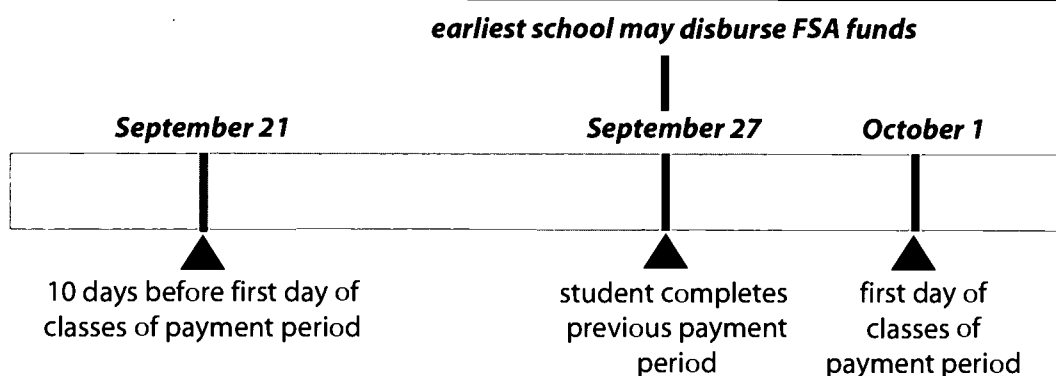 earliest school may disburse FSA funds
September 21
September 27
October 1
10 days before first day of
classes of payment period
student completes
previous payment
period
first day of
classes of
payment period